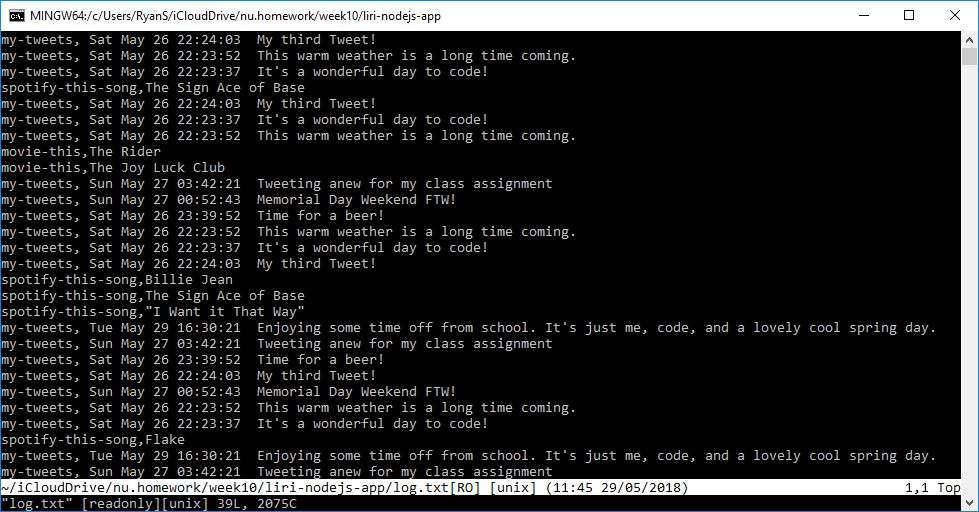 MINGW64:/c/Users/RyanS/iCloudDrive/nu.homework/week10/liri-nodejs-app
my-tweets, Sat May 26 22:24:03  My third Tweet!
my-tweets, Sat May 26 22:23:52  This warm weather is a long time coming.
my-tweets, Sat May 26 22:23:37  It's a wonderful day to code!
spotify-this-song,The Sign Ace of Base
my-tweets, Sat May 26 22:24:03  My third Tweet!
my-tweets, Sat May 26 22:23:37  It's a wonderful day to code!
my-tweets, Sat May 26 22:23:52  This warm weather is a long time coming.
movie-this,The Rider
movie-this,The Joy Luck Club
my-tweets, Sun May 27 03:42:21  Tweeting anew for my class assignment
my-tweets, Sun May 27 00:52:43  Memorial Day Weekend FTW!
my-tweets, Sat May 26 23:39:52  Time for a beer!
my-tweets, Sat May 26 22:23:52  This warm weather is a long time coming.
my-tweets, Sat May 26 22:23:37  It's a wonderful day to code!
my-tweets, Sat May 26 22:24:03  My third Tweet!
spotify-this-song,Billie Jean
spotify-this-song,The Sign Ace of Base
spotify-this-song,"I Want it That Way"
my-tweets, Tue May 29 16:30:21  Enjoying some time off from school. It's just me, code, and a lovely cool spring day.
my-tweets, Sun May 27 03:42:21  Tweeting anew for my class assignment
my-tweets, Sat May 26 23:39:52  Time for a beer!
my-tweets, Sat May 26 22:24:03  My third Tweet!
my-tweets, Sun May 27 00:52:43  Memorial Day Weekend FTW!
my-tweets, Sat May 26 22:23:52  This warm weather is a long time coming.
my-tweets, Sat May 26 22:23:37  It's a wonderful day to code!
spotify-this-song,Flake
my-tweets, Tue May 29 16:30:21  Enjoying some time off from school. It's just me, code, and a lovely cool spring day.
my-tweets, Sun May 27 03:42:21  Tweeting anew for my class assignment
~/iCloudDrive/nu.homework/week10/liri-nodejs-app/log.txt[RO] [unix] (11:45 29/05/2018) 1,1 Top
"log.txt" [readonly][unix] 39L, 2075C